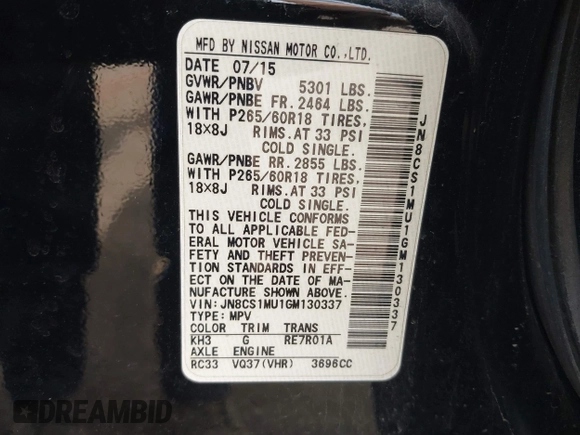 MFD BY NISSAN MOTOR CO.,LTD.
DATE 07/15
GVWR/PNBV 5301 LBS.
GAWR/PNBE FR. 2464 LBS.
WITH P265/60R18 TIRES,
18×8J RIMS.AT 33 PSI
COLD SINGLE.
GAWR/PNBE RR. 2855 LBS.
WITH P265/60R18 TIRES,
18×8J RIMS.AT 33 PSI
COLD SINGLE.
THIS VEHICLE CONFORMS
TO ALL APPLICABLE FED-
ERAL MOTOR VEHICLE SA-
FETY AND THEFT PREVEN-
TION STANDARDS IN EFF-
ECT ON THE DATE OF MA-
NUFACTURE SHOWN ABOVE.
VIN: JN8CS1MU1GM130337
TYPE: MPV
COLOR TRIM TRANS
KH3 G RE7R01A
AXLE ENGINE
RC33 VQ37(VHR) 3696CC
JN8CS1MU1GM130337
DREAMBID